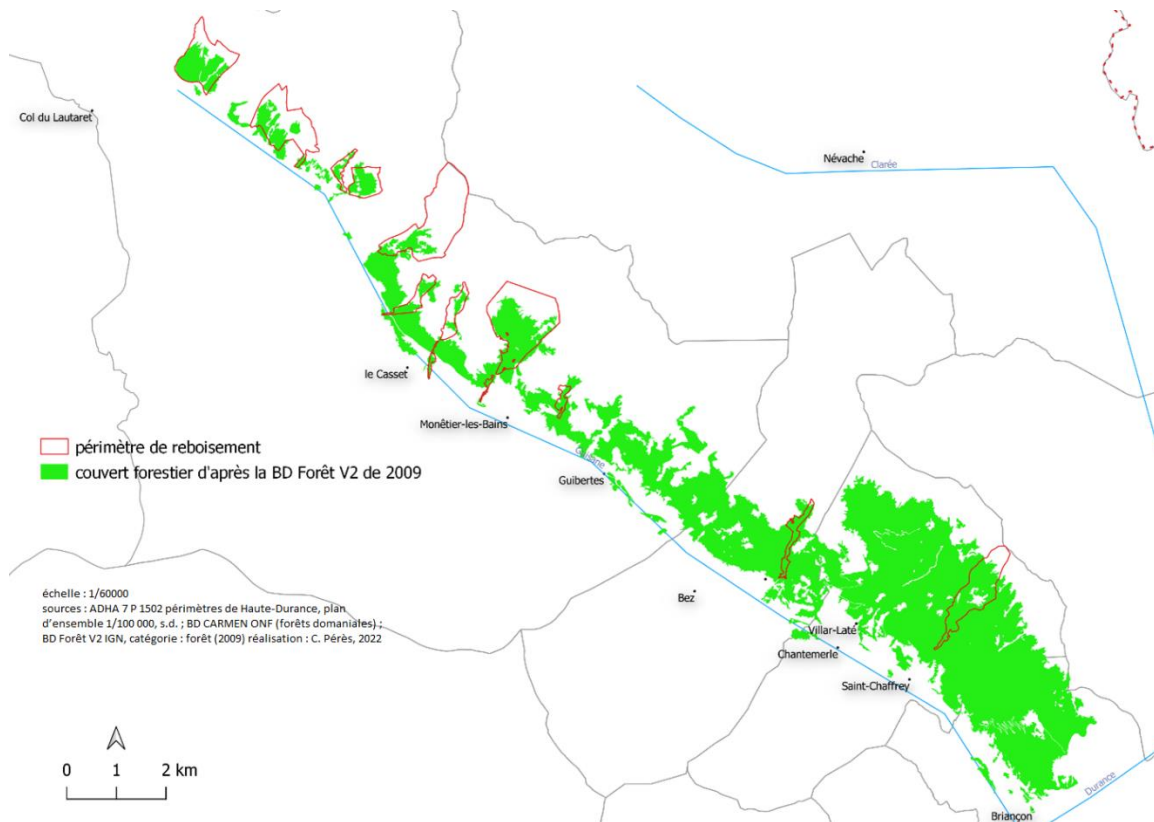 Col du Lautaret
Névache
Clarée
le Casset
Monêtier-les-Bains
périmètre de reboisement
couvert forestier d'après la BD Forêt V2 de 2009
Guisane
Guibertes
Bez
échelle : 1/60000
sources : ADHA 7 P 1502 périmètres de Haute-Durance, plan
d'ensemble 1/100 000, s.d. ; BD CARMEN ONF (forêts domaniales) ;
BD Forêt V2 IGN, catégorie : forêt (2009) réalisation : C. Pérès, 2022
Villar-Laté
Chantemerle
Saint-Chaffrey
0 1 2 km
Durance
Briançon